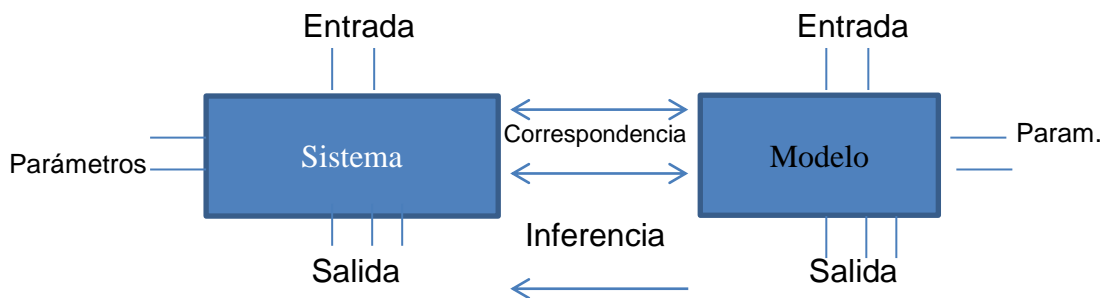 Entrada
Entrada
Parámetros
Sistema
Correspondencia
Modelo
Param.
Inferencia
Salida
Salida